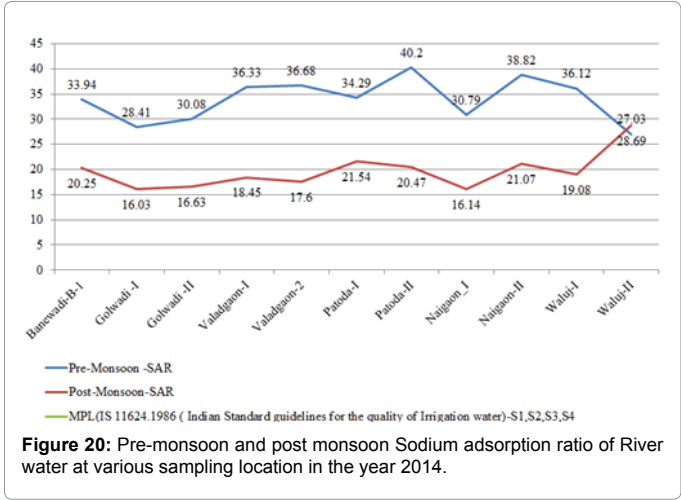 45
40
35
30
25
20
15
10
5
0
33.94
28.41
30.08
36.33
36.68
34.29
40.2
30.79
38.82
36.12
27.03
20.25
16.03
16.63
18.45
17.6
21.54
20.47
16.14
21.07
19.08
28.69
Banewadi-B-1
Golwadi -I
Golwadi -II
Valadgaon-1
Valadgaon-2
Patoda-I
Patoda-II
Naigaon_I
Naigaon-II
Waluj-I
Waluj-II
Pre-Monsoon -SAR
Post-Monsoon-SAR
MPL(IS 11624.1986 ( Indian Standard guidelines for the quality of Irrigation water)-S1,S2,S3,S4
Figure 20: Pre-monsoon and post monsoon Sodium adsorption ratio of River
water at various sampling location in the year 2014.